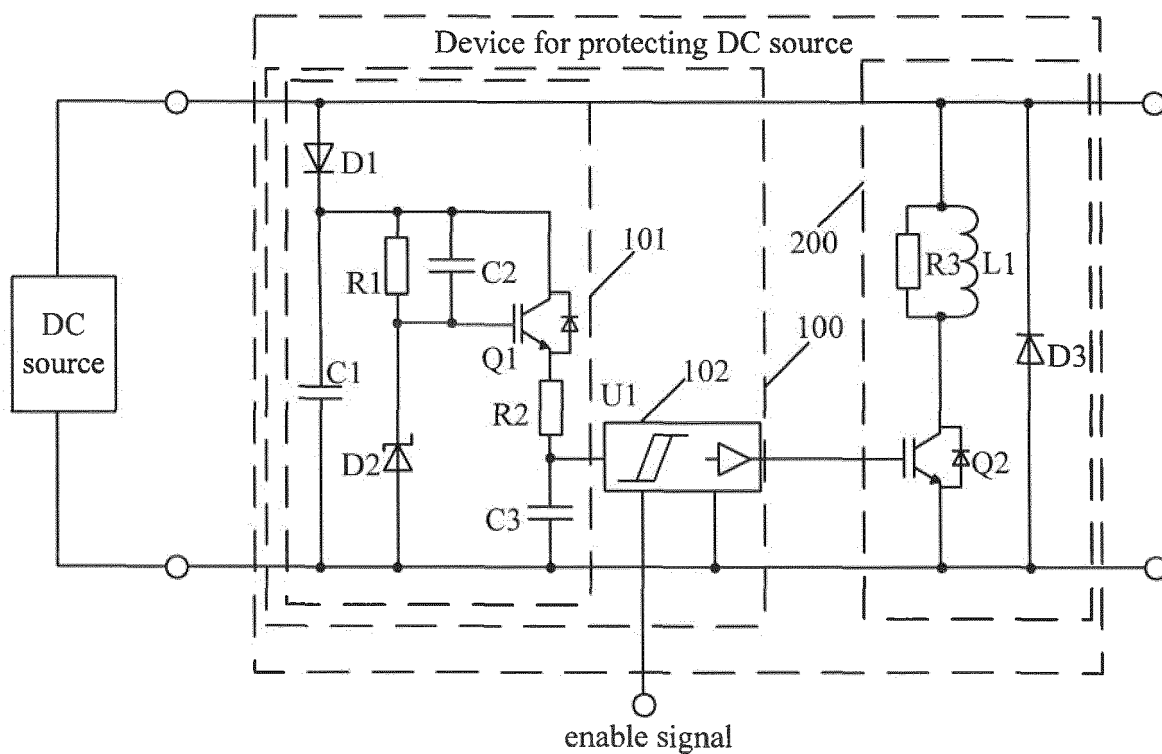 Device for protecting DC source
D1
101
200
R1
C2
R3
L1
DC
source
C1
Q1
100
D3
102
R2
U1
D2
Q2
C3
enable signal